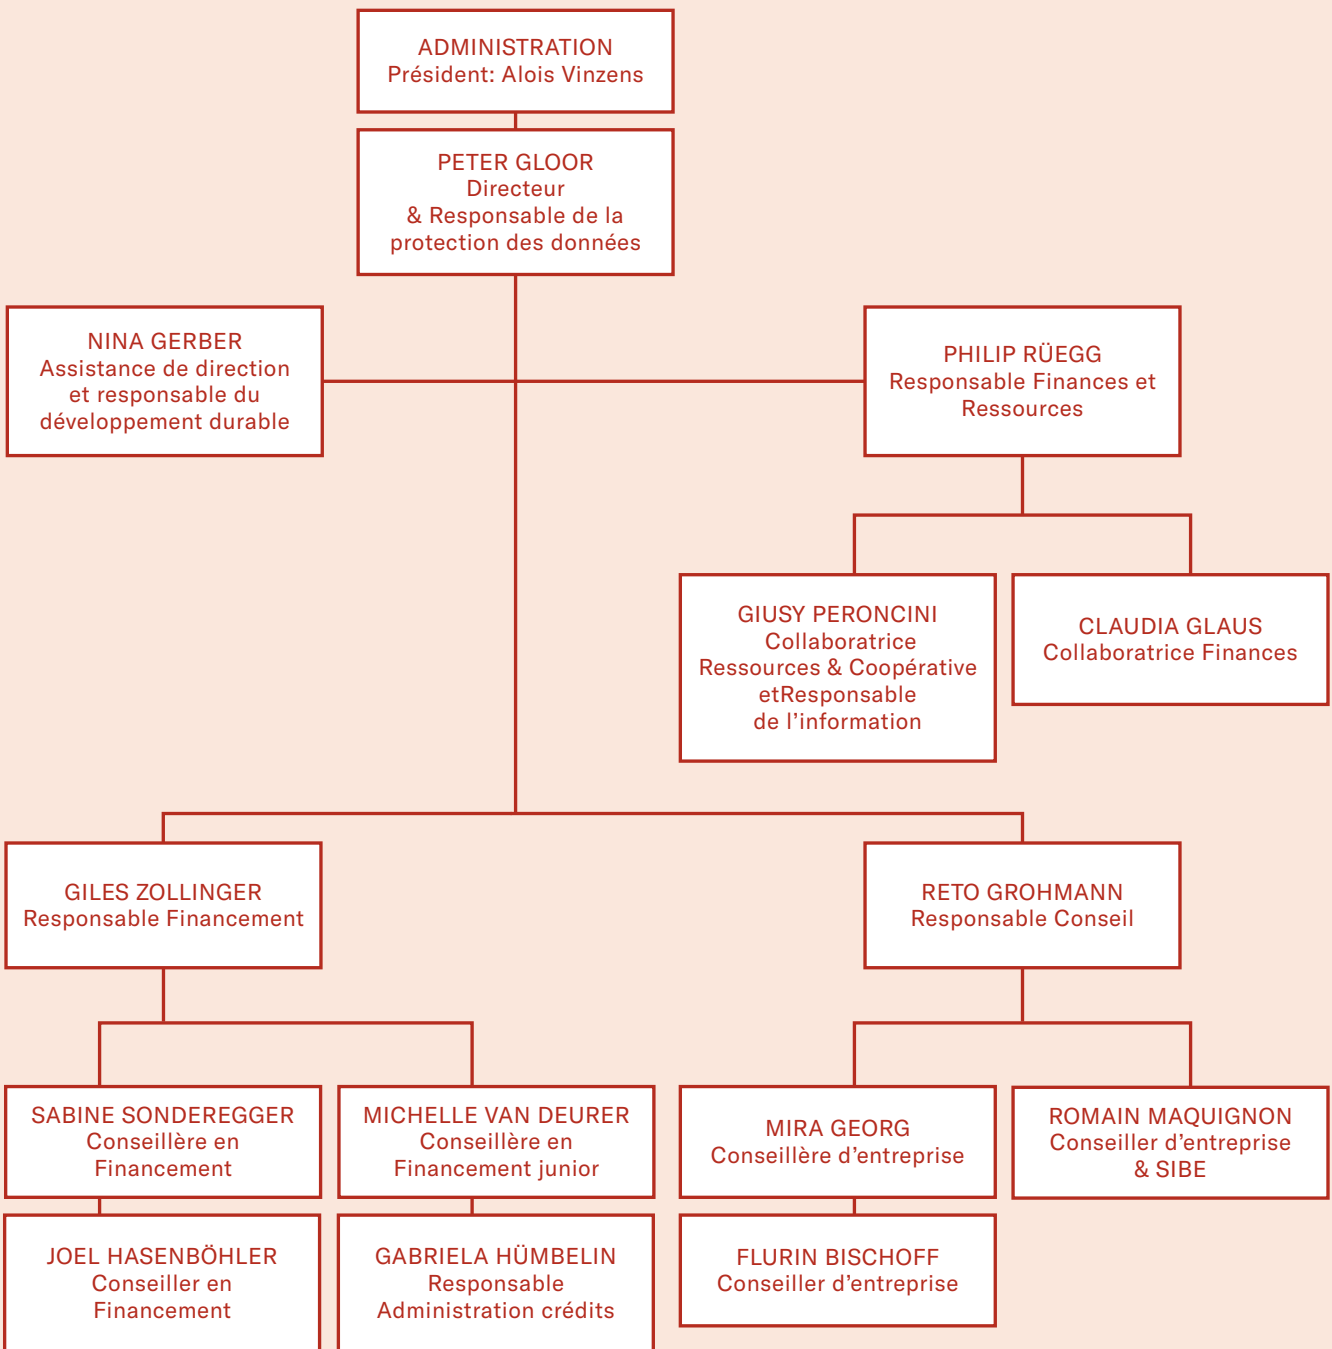 ADMINISTRATION
Président: Alois Vinzens
PETER GLOOR
Directeur
& Responsable de la
protection des données
NINA GERBER
Assistance de direction
et responsable du
développement durable
PHILIP RÜEGG
Responsable Finances et
Ressources
GIUSY PERONCINI
Collaboratrice
Ressources & Coopérative
etResponsable
de l’information
CLAUDIA GLAUS
Collaboratrice Finances
GILES ZOLLINGER
Responsable Financement
RETO GROHMANN
Responsable Conseil
SABINE SONDEREGGER
Conseillère en
Financement
MICHELLE VAN DEURER
Conseillère en
Financement junior
MIRA GEORG
Conseillère d’entreprise
ROMAIN MAQUIGNON
Conseiller d’entreprise
& SIBE
JOEL HASENBÖHLER
Conseiller en
Financement
GABRIELA HÜMBELIN
Responsable
Administration crédits
FLURIN BISCHOFF
Conseiller d’entreprise